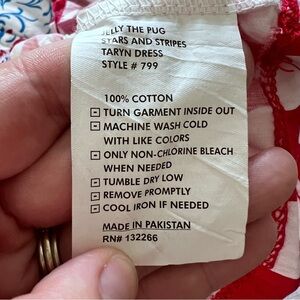 JELLY THE PUG
STARS AND STRIPES
TARYN DRESS
STYLE # 799
100% COTTON
TURN GARMENT INSIDE OUT
MACHINE WASH COLD
WITH LIKE COLORS
ONLY NON-CHLORINE BLEACH
WHEN NEEDED
TUMBLE DRY LOW
REMOVE PROMPTLY
COOL IRON IF NEEDED
MADE IN PAKISTAN
RN# 132266